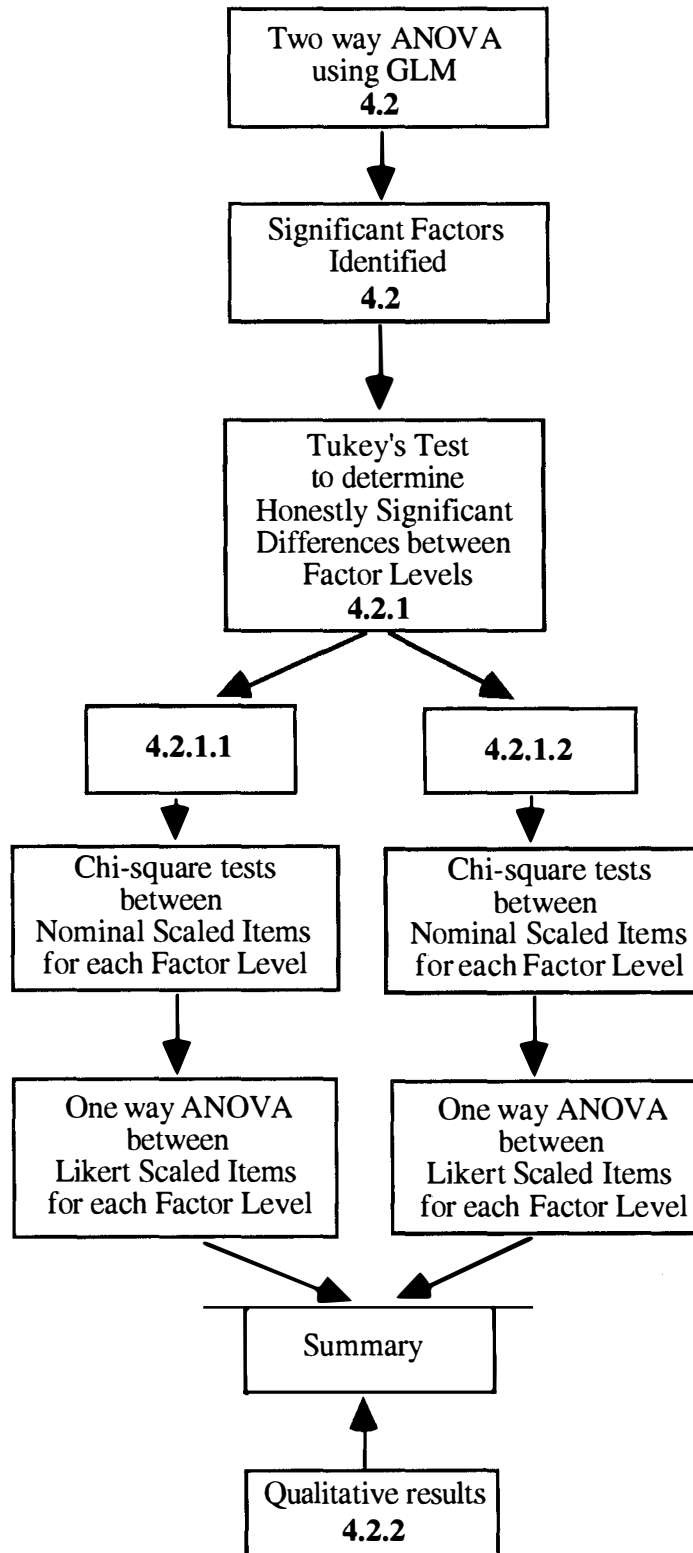 Two way ANOVA
using GLM
4.2
Significant Factors
Identified
4.2
Tukey's Test
to determine
Honestly Significant
Differences between
Factor Levels
4.2.1
4.2.1.1
4.2.1.2
Chi-square tests
between
Nominal Scaled Items
for each Factor Level
Chi-square tests
between
Nominal Scaled Items
for each Factor Level
One way ANOVA
between
Likert Scaled Items
for each Factor Level
One way ANOVA
between
Likert Scaled Items
for each Factor Level
Summary
Qualitative results
4.2.2